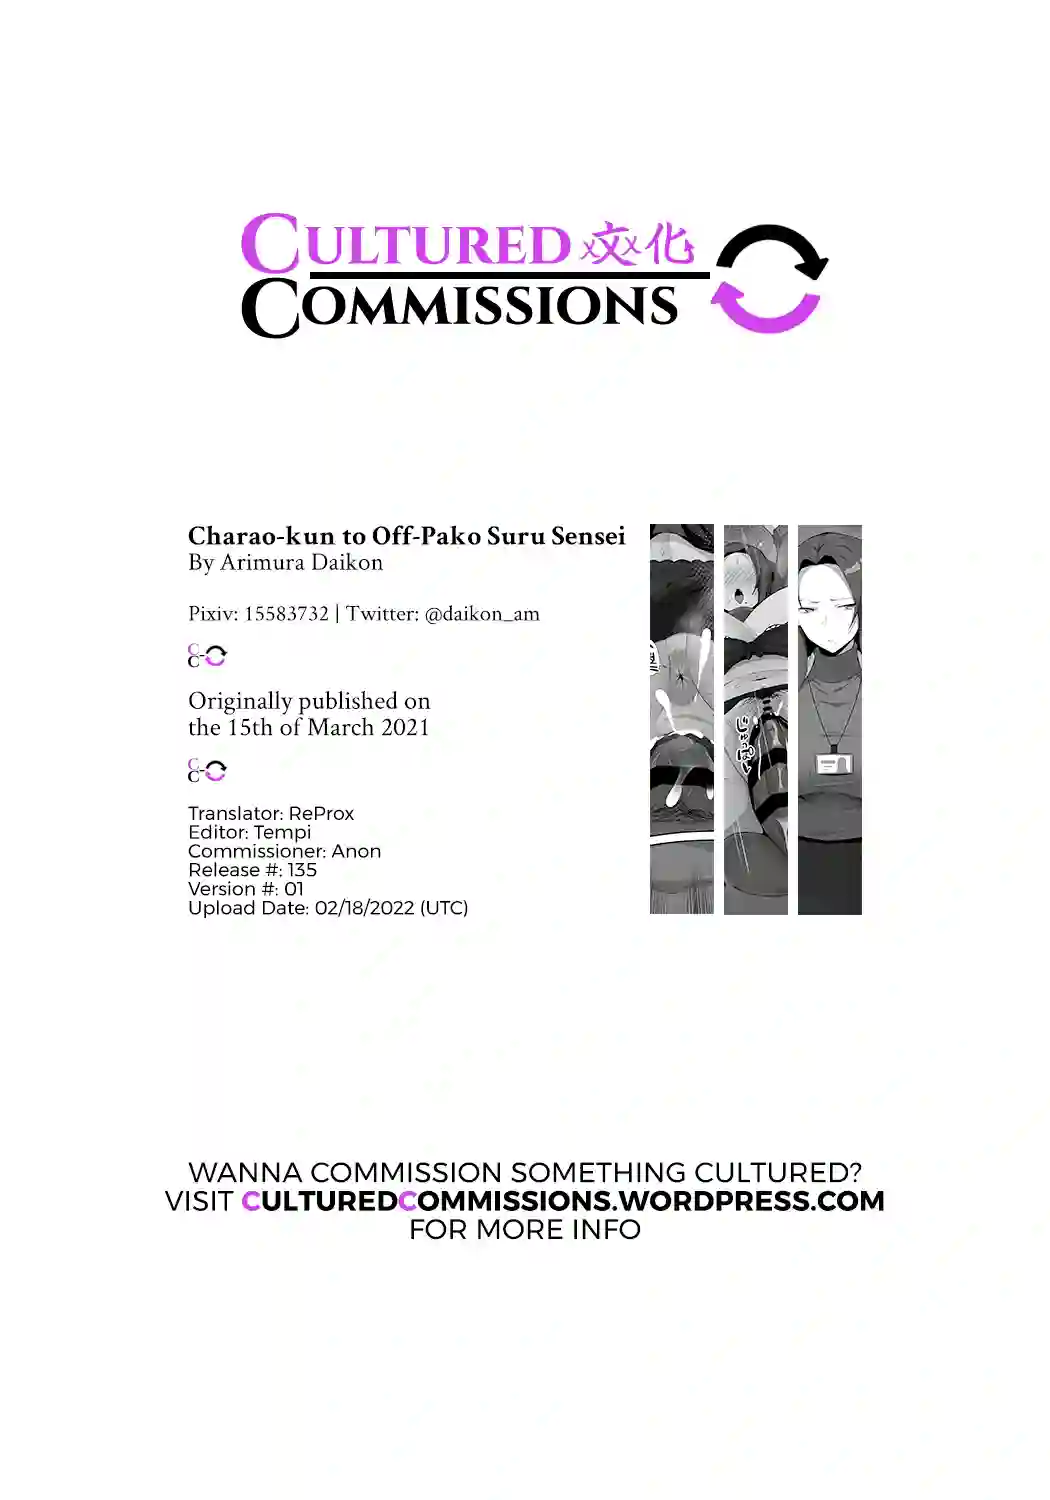 CULTURED 文化
COMMISSIONS
Charao-kun to Off-Pako Suru Sensei
By Arimura Daikon
Pixiv: 15583732 | Twitter: @daikon_am
C-C
Originally published on
the 15th of March 2021
C-C
Translator: ReProx
Editor: Tempi
Commissioner: Anon
Release #: 135
Version #: 01
Upload Date: 02/18/2022 (UTC)
WANNA COMMISSION SOMETHING CULTURED?
VISIT CULTUREDCOMMISSIONS.WORDPRESS.COM
FOR MORE INFO